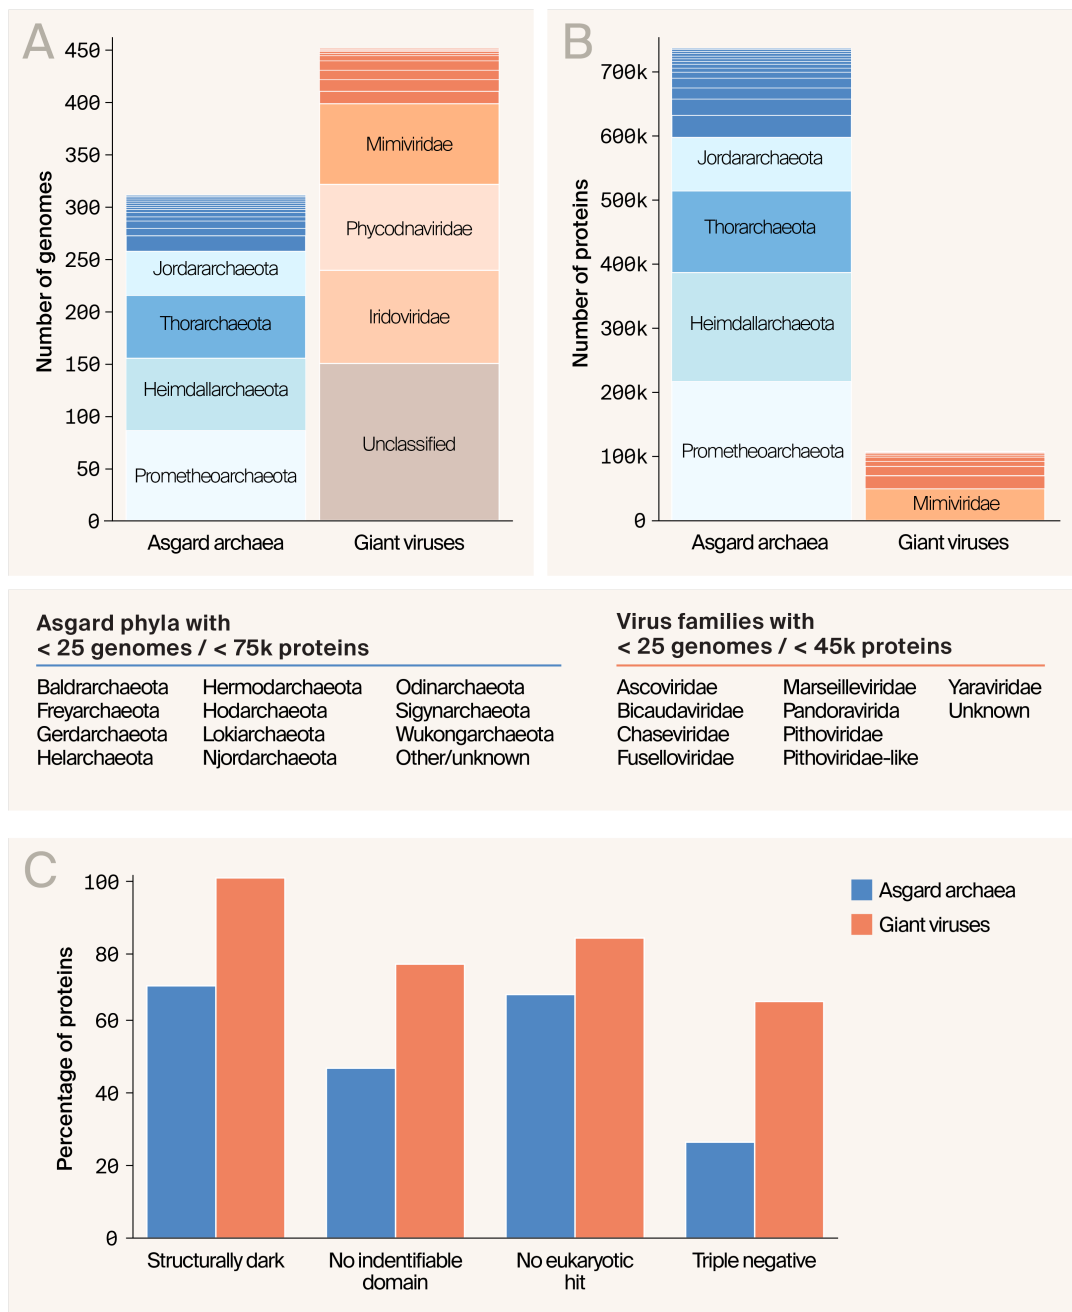 A
Number of genomes
450
400
350
300
250
200
150
100
50
0
Jordararchaeota
Thorarchaeota
Heimdallarchaeota
Prometheoarchaeota
Mimiviridae
Phycodnaviridae
Iridoviridae
Unclassified
Asgard archaea
Giant viruses
B
Number of proteins
700k
600k
500k
400k
300k
200k
100k
0
Jordararchaeota
Thorarchaeota
Heimdallarchaeota
Prometheoarchaeota
Mimiviridae
Asgard archaea
Giant viruses
Asgard phyla with
< 25 genomes / < 75k proteins
Baldrarchaeota
Freyarchaeota
Gerdarchaeota
Helarchaeota
Hermodarchaeota
Hodarchaeota
Lokiarchaeota
Njordarchaeota
Odinarchaeota
Sigynarchaeota
Wukongarchaeota
Other/unknown
Virus families with
< 25 genomes / < 45k proteins
Ascoviridae
Bicaudaviridae
Chaseviridae
Fuselloviridae
Marseilleviridae
Pandoravirida
Pithoviridae
Pithoviridae-like
Yaraviridae
Unknown
C
Percentage of proteins
100
80
60
40
20
0
Structurally dark
No indentifiable
domain
No eukaryotic
hit
Triple negative
Asgard archaea
Giant viruses